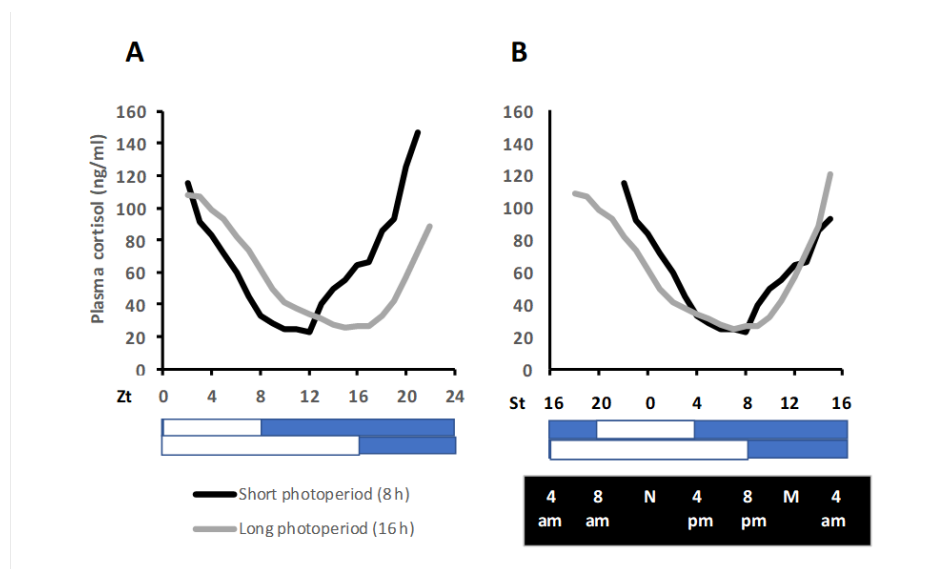 A
B
Plasma cortisol (ng/ml)
160
140
120
100
80
60
40
20
0
Zt 0 4 8 12 16 20 24
160
140
120
100
80
60
40
20
0
St 16 20 0 4 8 12 16
Short photoperiod (8 h)
Long photoperiod (16 h)
4 8 N 4 8 M 4
am am pm pm am